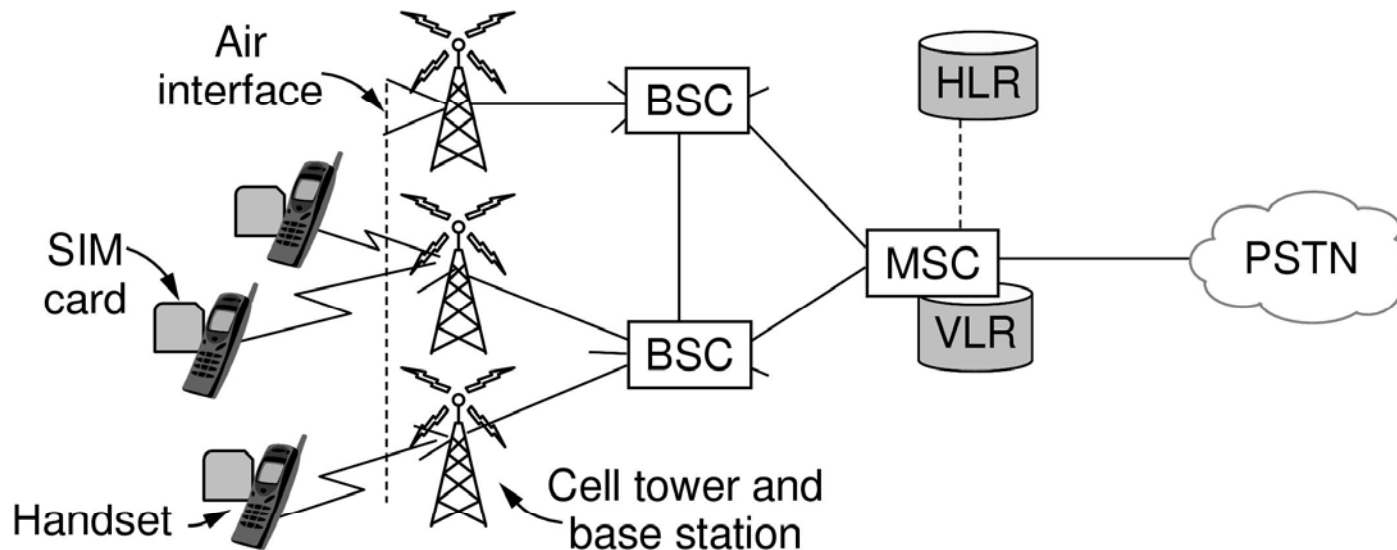 Air
interface
BSC
HLR
SIM
card
MSC
PSTN
VLR
BSC
Handset
Cell tower and
base station